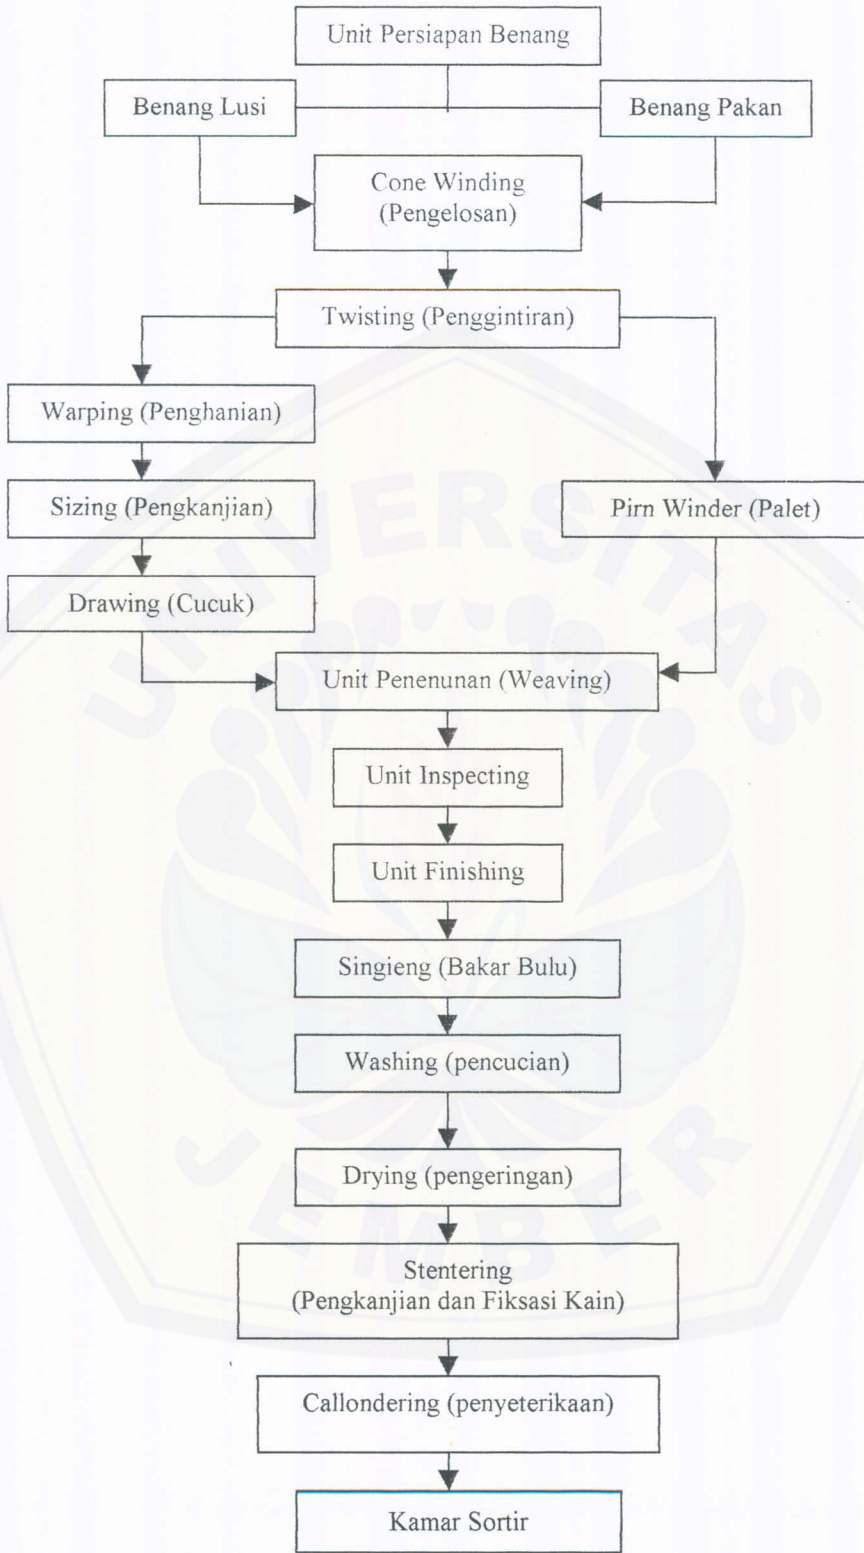 Unit Persiapan Benang
Benang Lusi
Benang Pakan
Cone Winding
(Pengelosan)
Twisting (Penggintiran)
Warping (Penghanian)
Sizing (Pengkanjian)
Pirn Winder (Palet)
Drawing (Cucuk)
Unit Penenunan (Weaving)
Unit Inspecting
Unit Finishing
Singieng (Bakar Bulu)
Washing (pencucian)
Drying (pengeringan)
Stentering
(Pengkanjian dan Fiksasi Kain)
Callondering (penyeterikaan)
Kamar Sortir
UNIVERSITAS
JEMBER